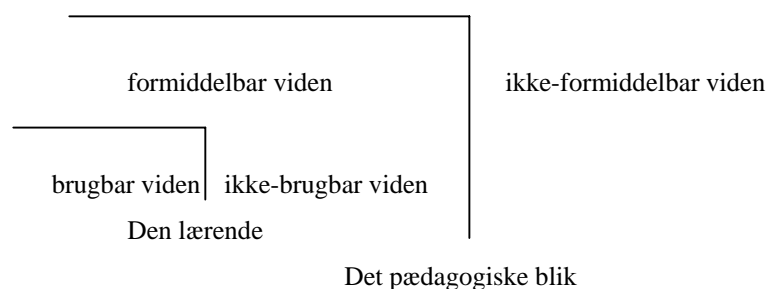 formiddelbar viden ikke-formiddelbar viden
brugbar viden ikke-brugbar viden
Den lærende
Det pædagogiske blik